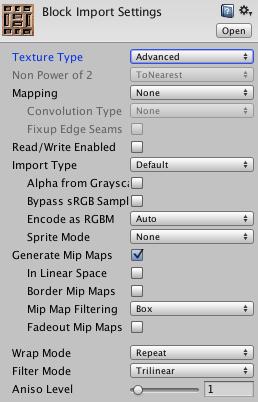 Block Import Settings
Open
Texture Type Advanced
Non Power of 2 ToNearest
Mapping None
Convolution Type None
Fixup Edge Seams
Read/Write Enabled
Import Type Default
Alpha from Graysca
Bypass sRGB Sampl
Encode as RGBM Auto
Sprite Mode None
Generate Mip Maps
In Linear Space
Border Mip Maps
Mip Map Filtering Box
Fadeout Mip Maps
Wrap Mode Repeat
Filter Mode Trilinear
Aniso Level 1